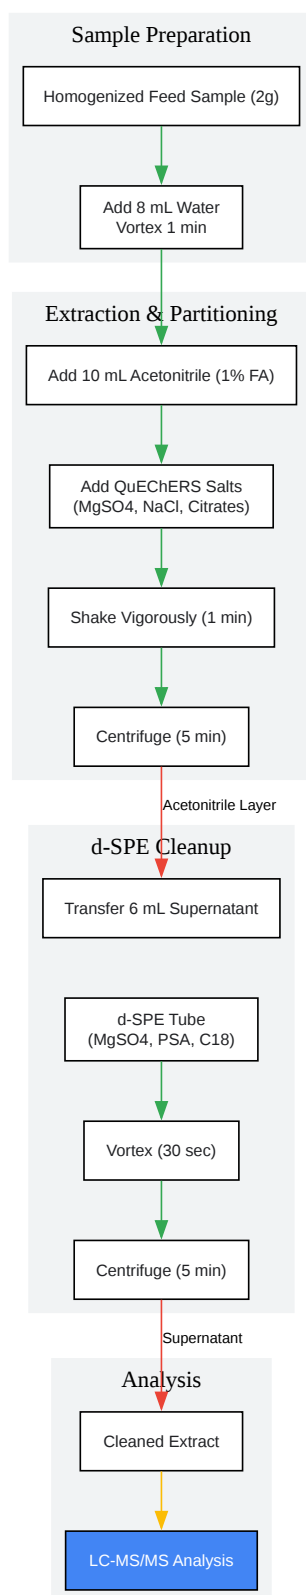 Sample Preparation
Homogenized Feed Sample (2g)
Add 8 mL Water
Vortex 1 min
Extraction & Partitioning
Add 10 mL Acetonitrile (1% FA)
Add QuEChERS Salts
(MgSO4, NaCl, Citrates)
Shake Vigorously (1 min)
Centrifuge (5 min)
Acetonitrile Layer
d-SPE Cleanup
Transfer 6 mL Supernatant
d-SPE Tube
(MgSO4, PSA, C18)
Vortex (30 sec)
Centrifuge (5 min)
Supernatant
Analysis
Cleaned Extract
LC-MS/MS Analysis